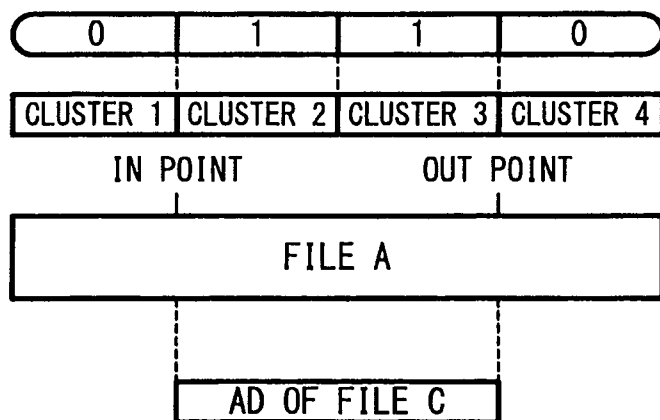 0 1 1 0
CLUSTER 1 CLUSTER 2 CLUSTER 3 CLUSTER 4
IN POINT OUT POINT
FILE A
AD OF FILE C